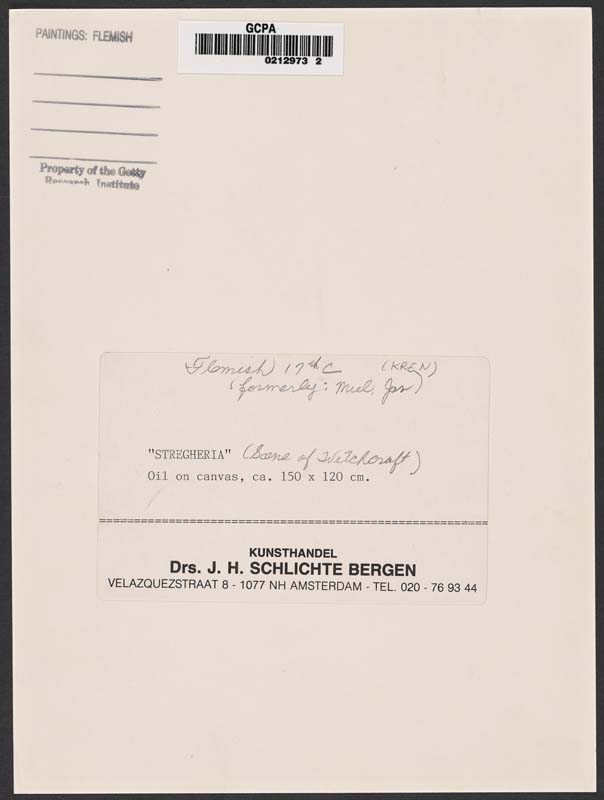 PAINTINGS: FLEMISH
GCPA
0212973 2
Property of the Getty
Research Institute
Flemish 17th C (KREN)
(formerly: Miel, Jan)
"STREGHERIA" (Scene of Witchcraft)
Oil on canvas, ca. 150 x 120 cm.
KUNSTHANDEL
Drs. J. H. SCHLICHTE BERGEN
VELAZQUEZSTRAAT 8 - 1077 NH AMSTERDAM - TEL. 020 - 76 93 44